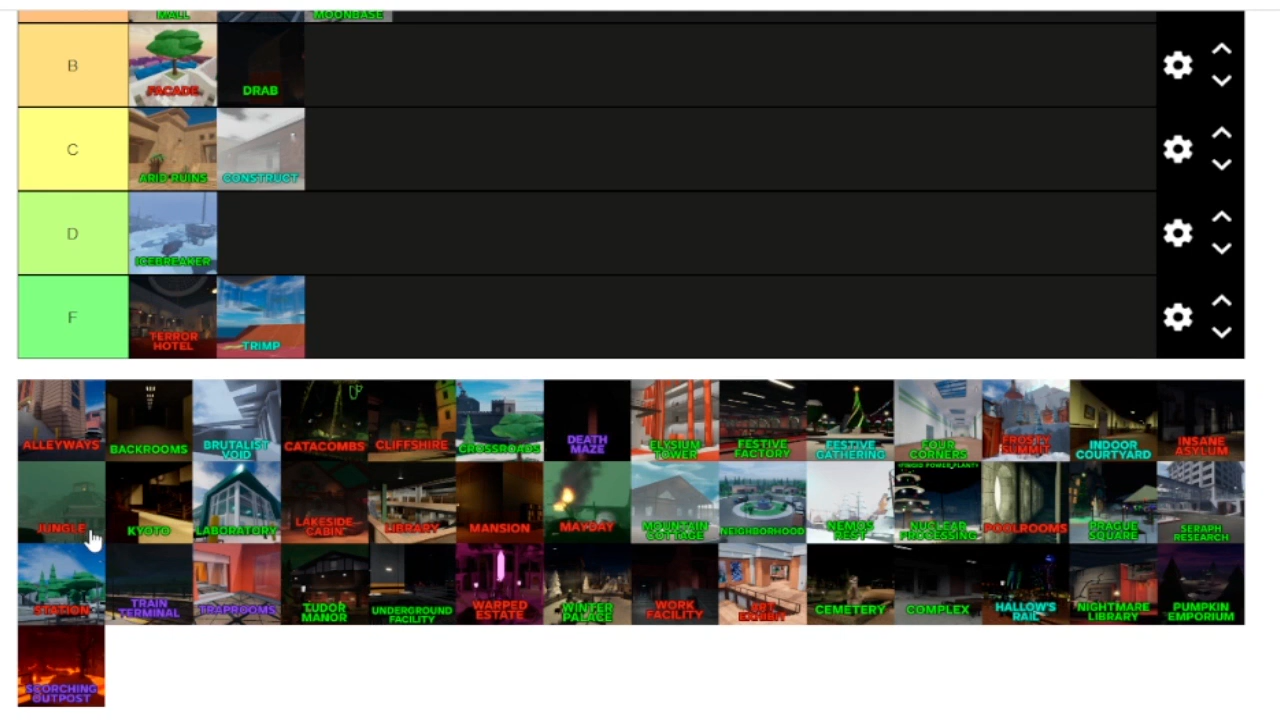 MALL
MOONBASE
B
FACADE
DRAB
C
ARID RUINS
CONSTRUCT
D
ICEBREAKER
F
TERROR
HOTEL
TRIMP
ALLEYWAYS
BACKROOMS
BRUTALIST
VOID
CATACOMBS
CLIFFSHIRE
CROSSROADS
DEATH
MAZE
ELYSIUM
TOWER
FESTIVE
FACTORY
FESTIVE
GATHERING
FOUR
CORNERS
FROSTY
SUMMIT
INDOOR
COURTYARD
INSANE
ASYLUM
JUNGLE
KYOTO
LABORATORY
LAKESIDE
CABIN
LIBRARY
MANSION
MAYDAY
MOUNTAIN
COTTAGE
NEIGHBORHOOD
NEMOS
REST
NUCLEAR
PROCESSING
POOLROOMS
PRAGUE
SQUARE
SERAPH
RESEARCH
STATION
TRAIN
TERMINAL
TRAPROOMS
TUDOR
MANOR
UNDERGROUND
FACILITY
WARPED
ESTATE
WINTER
PALACE
WORK
FACILITY
EXHIBIT
CEMETERY
COMPLEX
HALLOW'S
RAIL
NIGHTMARE
LIBRARY
PUMPKIN
EMPORIUM
SCORCHING
OUTPOST